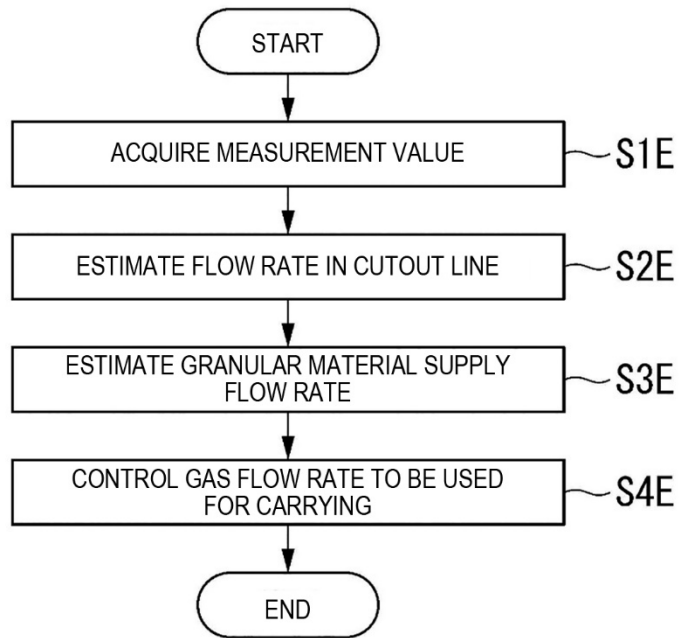 START
ACQUIRE MEASUREMENT VALUE
S1E
ESTIMATE FLOW RATE IN CUTOUT LINE
S2E
ESTIMATE GRANULAR MATERIAL SUPPLY
FLOW RATE
S3E
CONTROL GAS FLOW RATE TO BE USED
FOR CARRYING
S4E
END